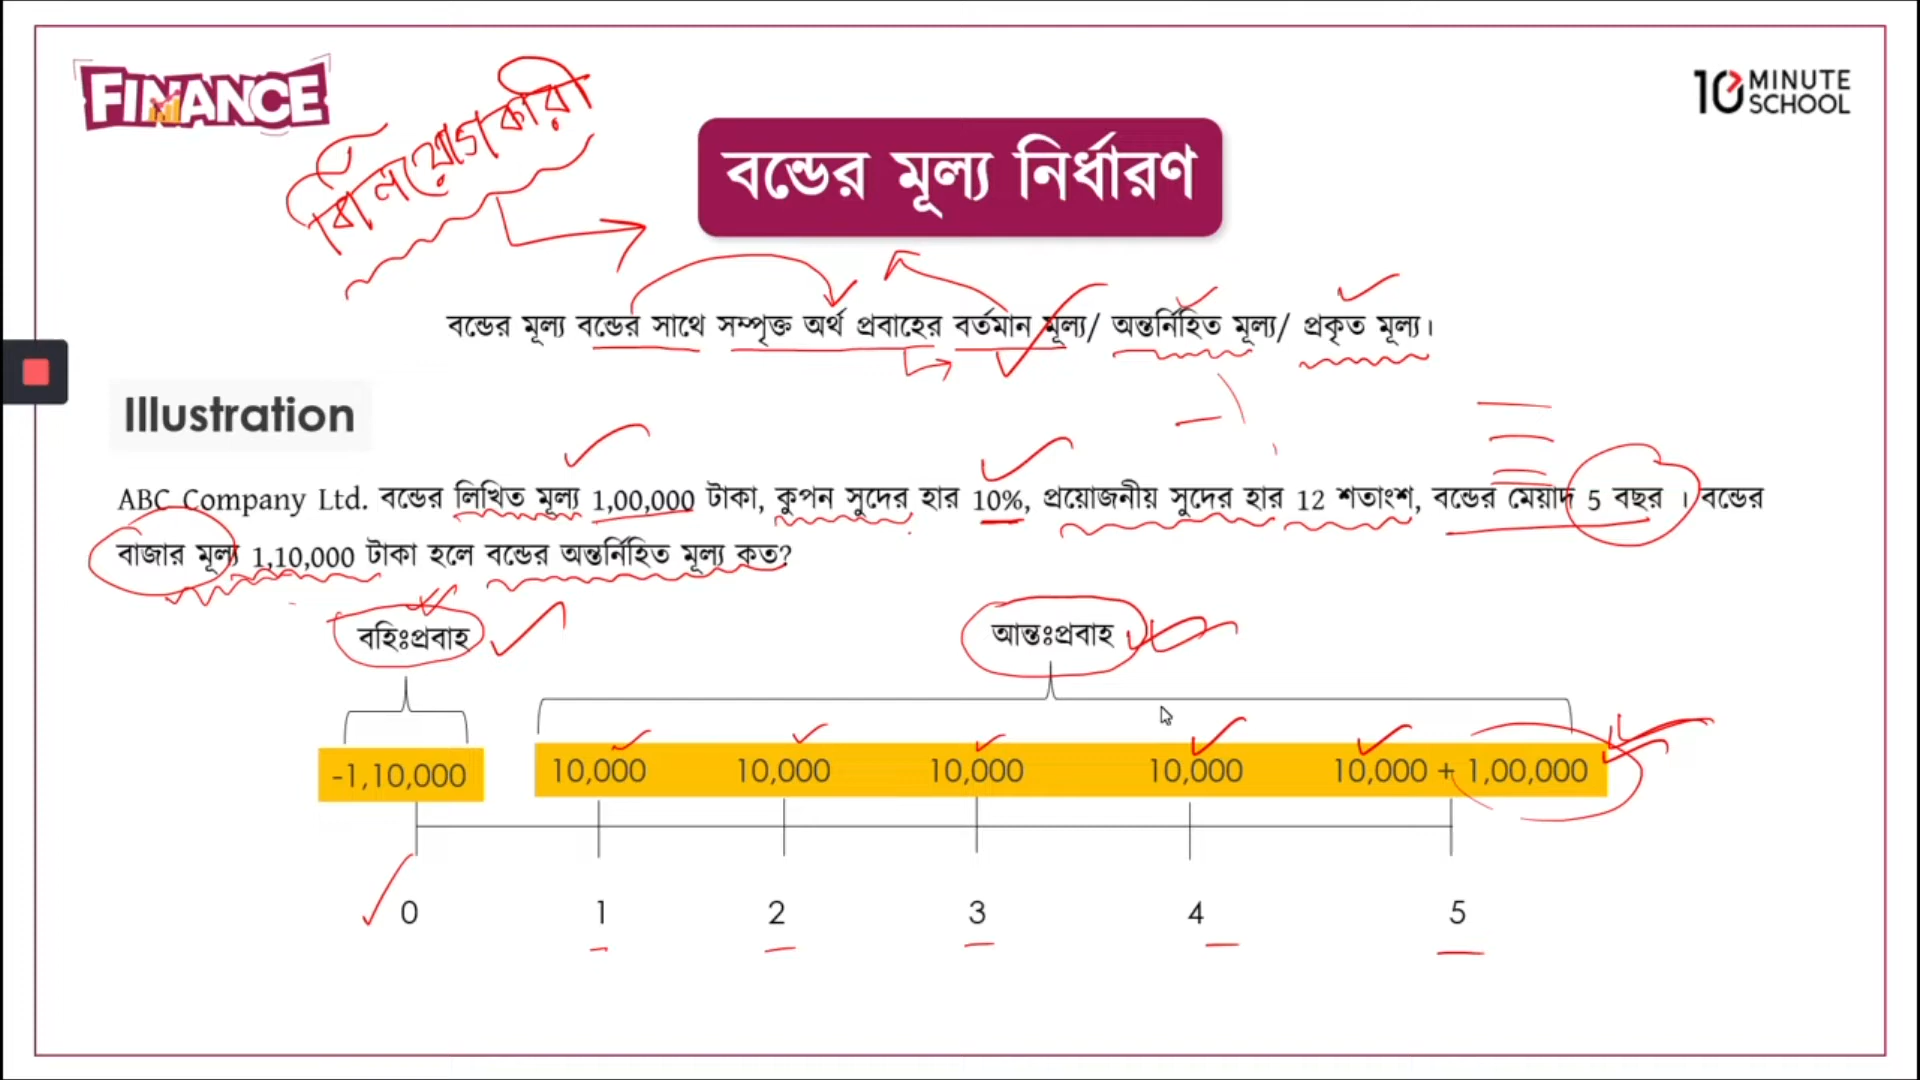 FINANCE
10 MINUTE SCHOOL
বিনিয়োগকারী
বন্ডের মূল্য নির্ধারণ
বন্ডের মূল্য বন্ডের সাথে সম্পৃক্ত অর্থ প্রবাহের বর্তমান মূল্য/ অন্তর্নিহিত মূল্য/ প্রকৃত মূল্য।
Illustration
ABC Company Ltd. বন্ডের লিখিত মূল্য 1,00,000 টাকা, কুপন সুদের হার 10%, প্রয়োজনীয় সুদের হার 12 শতাংশ, বন্ডের মেয়াদ 5 বছর । বন্ডের
বাজার মূল্য 1,10,000 টাকা হলে বন্ডের অন্তর্নিহিত মূল্য কত?
বহিঃপ্রবাহ আন্তঃপ্রবাহ
-1,10,000 10,000 10,000 10,000 10,000 10,000 + 1,00,000
0 1 2 3 4 5